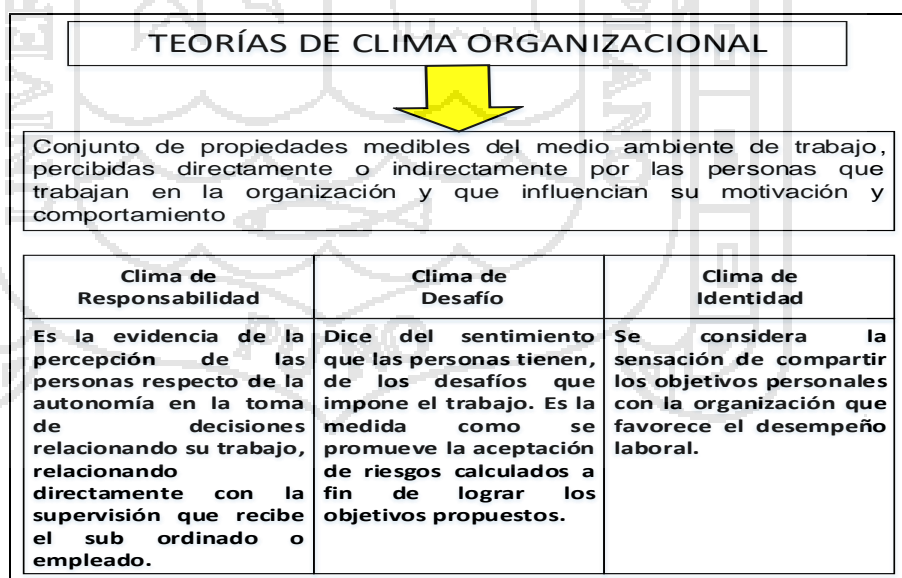 TEORÍAS DE CLIMA ORGANIZACIONAL
Conjunto de propiedades medibles del medio ambiente de trabajo,
percibidas directamente o indirectamente por las personas que
trabajan en la organización y que influencian su motivación y
comportamiento
Clima de
Responsabilidad
Es la evidencia de la
percepción de las
personas respecto de la
autonomía en la toma
de decisiones
relacionando su trabajo,
relacionando
directamente con la
supervisión que recibe
el sub ordinado o
empleado.
Clima de
Desafío
Dice del sentimiento
que las personas tienen,
de los desafíos que
impone el trabajo. Es la
medida como se
promueve la aceptación
de riesgos calculados a
fin de lograr los
objetivos propuestos.
Clima de
Identidad
Se considera la
sensación de compartir
los objetivos personales
con la organización que
favorece el desempeño
laboral.